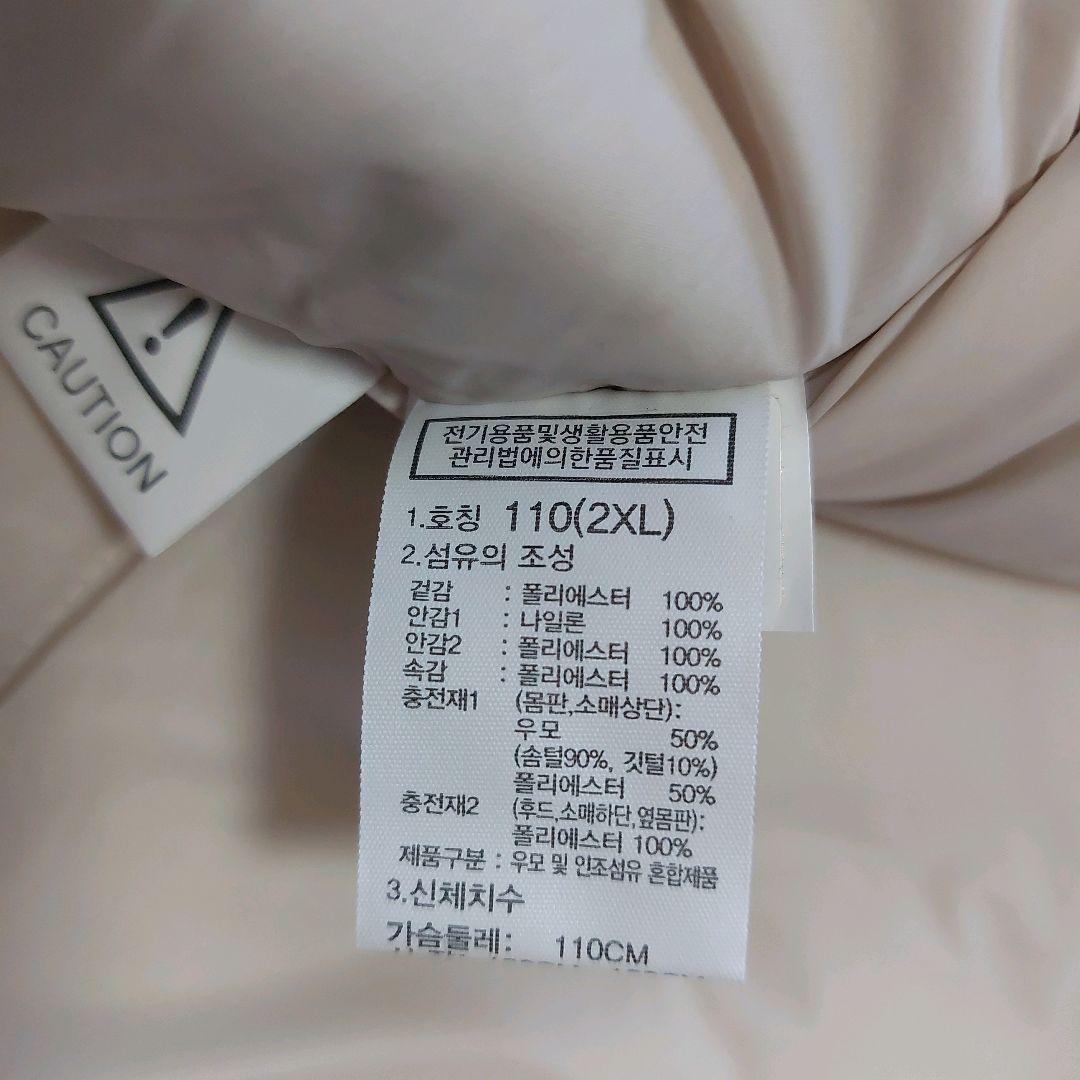 CAUTION
전기용품및생활용품안전
관리법에의한품질표시
1.호칭 110(2XL)
2.섬유의 조성
겉감 : 폴리에스터 100%
안감1 : 나일론 100%
안감2 : 폴리에스터 100%
속감 : 폴리에스터 100%
충전재1 (몸판,소매상단):
우모 50%
(솜털90%, 깃털10%)
폴리에스터 50%
충전재2 (후드,소매하단,옆몸판):
폴리에스터 100%
제품구분 : 우모 및 인조섬유 혼합제품
3.신체치수
가슴둘레: 110CM